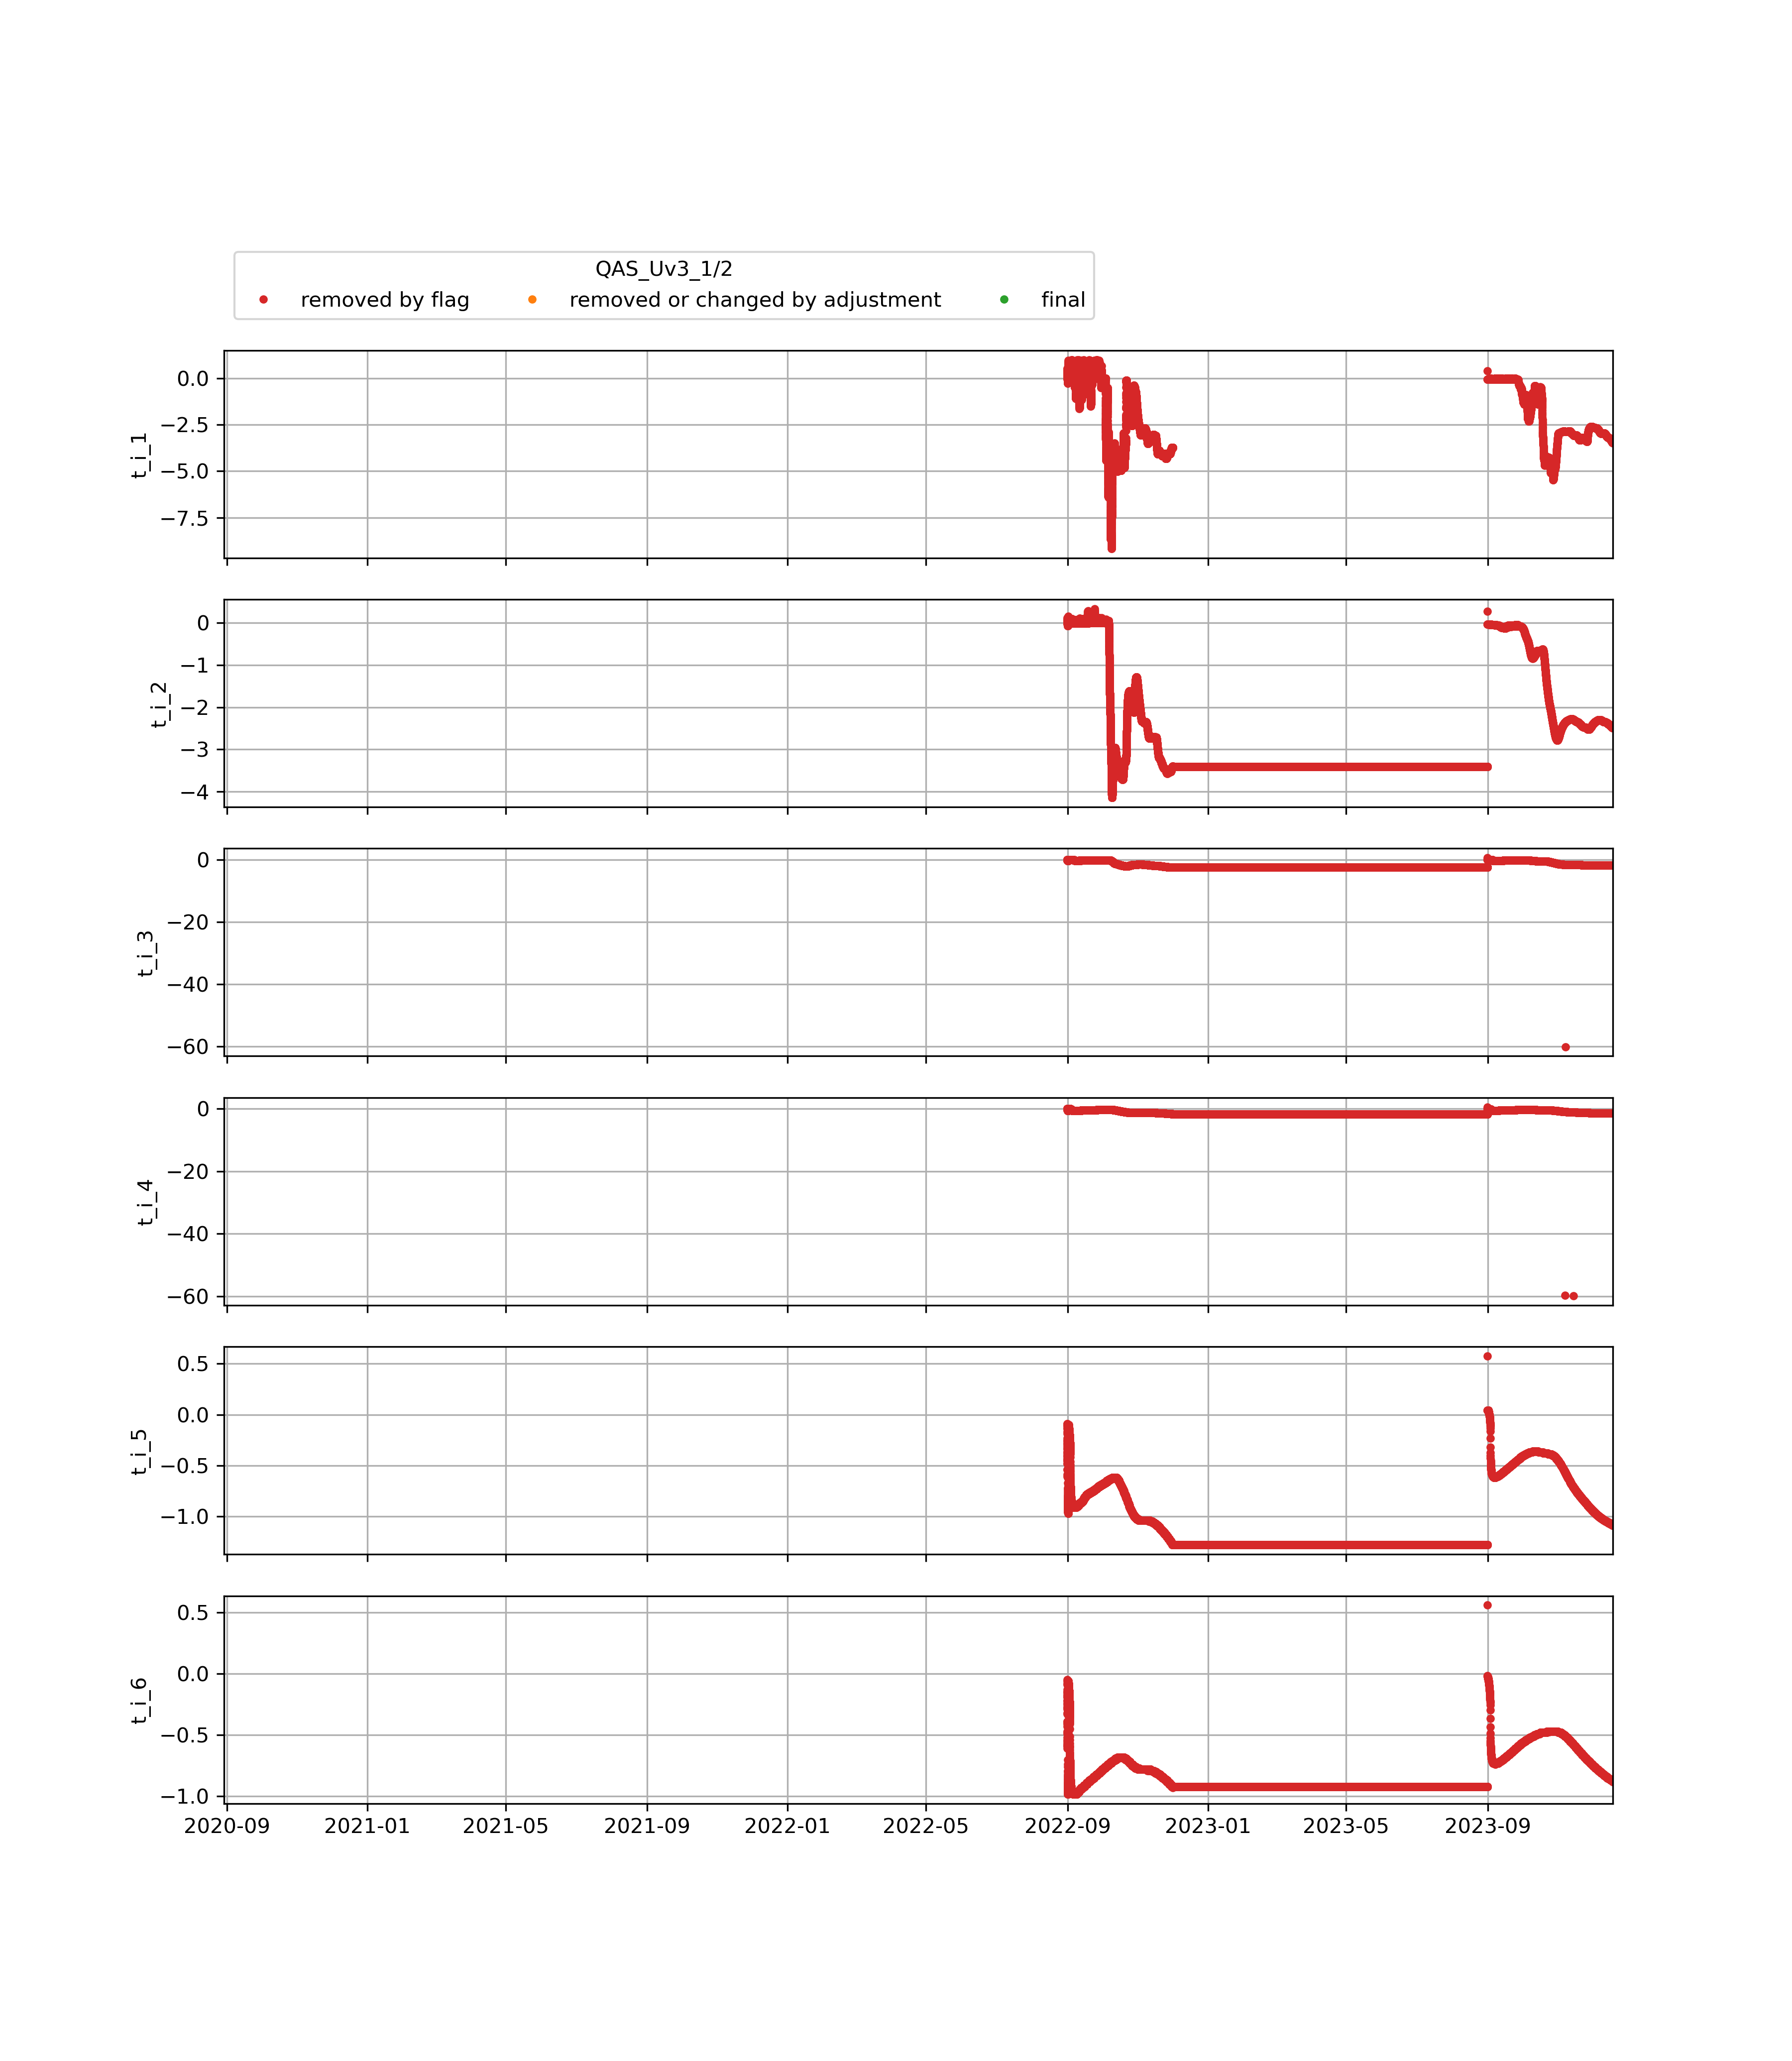 QAS_Uv3_1/2
removed by flag removed or changed by adjustment final
0.0
−2.5
−5.0
−7.5
t_i_1
0
−1
−2
−3
−4
t_i_2
0
−20
−40
−60
t_i_3
0
−20
−40
−60
t_i_4
0.5
0.0
−0.5
−1.0
t_i_5
0.5
0.0
−0.5
−1.0
t_i_6
2020-09 2021-01 2021-05 2021-09 2022-01 2022-05 2022-09 2023-01 2023-05 2023-09